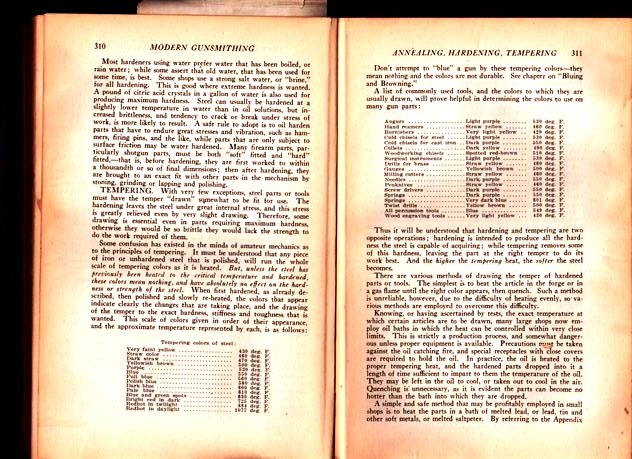 310 MODERN GUNSMITHING
Most hardeners using water prefer water that has been boiled, or
rain water; while some assert that old water, that has been used for
some time, is best. Some shops use a strong salt water, or "brine,"
for all hardening. This is good where extreme hardness is wanted.
A pound of citric acid crystals in a gallon of water is also used for
producing maximum hardness. Steel can usually be hardened at a
slightly lower temperature when in water than in oil solutions, but in-
creased brittleness, and tendency to crack or break under stress of
work, is more likely to result. A safe rule to adopt is to oil harden
parts that have to endure great stresses and vibration, such as ham-
mers, firing pins, and the like, while parts that are only subject to
surface friction may be water hardened. Many firearm parts, par-
ticularly shotgun parts, must be both "soft" fitted and "hard"
fitted,—that is, before hardening, they are first worked to within
a thousandth or so of final dimensions; then after hardening, they
are brought to an exact fit with other parts in the mechanism by
stoning, grinding or lapping and polishing.
TEMPERING. With very few exceptions, steel parts or tools
must have the temper "drawn" somewhat to be fit for use. The
hardening leaves the steel under great internal stress, and this stress
is greatly relieved even by very slight drawing. Therefore, some
drawing is essential even in parts requiring maximum hardness,
otherwise they would be so brittle they would lack the strength to
do the work required of them.
Some confusion has existed in the minds of amateur mechanics as
to the principles of tempering. It must be understood that any piece
of iron or unhardened steel that is polished, will run the whole
scale of tempering colors as it is heated. But, unless the steel has
previously been heated to the critical temperature and hardened,
these colors mean nothing, and have absolutely no effect on the hard-
ness or strength of the steel. When first hardened, as already de-
scribed, then polished and slowly re-heated, the colors that appear
indicate clearly the changes that are taking place, and the drawing
of the temper to the exact hardness, stiffness and toughness that is
wanted. This scale of colors given in order of their appearance,
and the approximate temperature represented by each, is as follows:
Tempering colors of steel:
Very faint yellow 430 deg. F.
Straw color 460 deg. F.
Dark straw 470 deg. F.
Yellowish brown 500 deg. F.
Purple 530 deg. F.
Blue 550 deg. F.
Full blue 560 deg. F.
Polish blue 580 deg. F.
Dark blue 600 deg. F.
Pale blue 610 deg. F.
Blue and green spots 630 deg. F.
Bright red in dark 725 deg. F.
Redhot in twilight 884 deg. F.
Redhot in daylight 1077 deg. F.
ANNEALING, HARDENING, TEMPERING 311
Don't attempt to "blue" a gun by these tempering colors—they
mean nothing and the colors are not durable. See chapter on "Bluing
and Browning."
A list of commonly used tools, and the colors to which they are
usually drawn, will prove helpful in determining the colors to use on
many gun parts:
Augers Light purple 530 deg. F.
Hand reamers Straw yellow 460 deg. F.
Burnishers Very light yellow 420 deg. F.
Cold chisels for steel Light purple 530 deg. F.
Cold chisels for cast iron Dark purple 550 deg. F.
Collets Dark yellow 490 deg. F.
Woodworking chisels Spotted red-brown 510 deg. F.
Surgical instruments Light purple 530 deg. F.
Drills for brass Straw yellow 460 deg. F.
Gauges Yellowish brown 500 deg. F.
Milling cutters Straw yellow 460 deg. F.
Needles Dark purple 550 deg. F.
Penknives Straw yellow 460 deg. F.
Screw drivers Dark purple 550 deg. F.
Springs Dark purple 550 deg. F.
Springs Very dark blue 601 deg. F.
Twist drills Yellow brown 500 deg. F.
All percussion tools Blue 549 deg. F.
Wood engraving tools Very light yellow 420 deg. F.
Thus it will be understood that hardening and tempering are two
opposite operations; hardening is intended to produce all the hard-
ness the steel is capable of acquiring; while tempering removes some
of this hardness, leaving the part at the right temper to do its
work best. And the higher the tempering heat, the softer the steel
becomes.
There are various methods of drawing the temper of hardened
parts or tools. The simplest is to heat the article in the forge or in
a gas flame until the right color appears, then quench. Such a method
is unreliable, however, due to the difficulty of heating evenly, so va-
rious methods are employed to overcome this difficulty.
Knowing, or having ascertained by tests, the exact temperature at
which certain articles are to be drawn, many large shops now em-
ploy oil baths in which the heat can be controlled within very close
limits. This is strictly a production process, and somewhat danger-
ous unless proper equipment is available. Precautions must be taken
against the oil catching fire, and special receptacles with close covers
are required to hold the oil. In practice, the oil is heated to the
proper tempering heat, and the hardened parts dropped into it a
length of time sufficient to impart to them the temperature of the oil.
They may be left in the oil to cool, or taken out to cool in the air.
Quenching is unnecessary, as it is evident the parts can become no
hotter than the bath into which they are dropped.
A simple and safe method that may be profitably employed in small
shops is to heat the parts in a bath of melted lead, or lead, tin and
other soft metals, or melted saltpeter. By referring to the Appendix